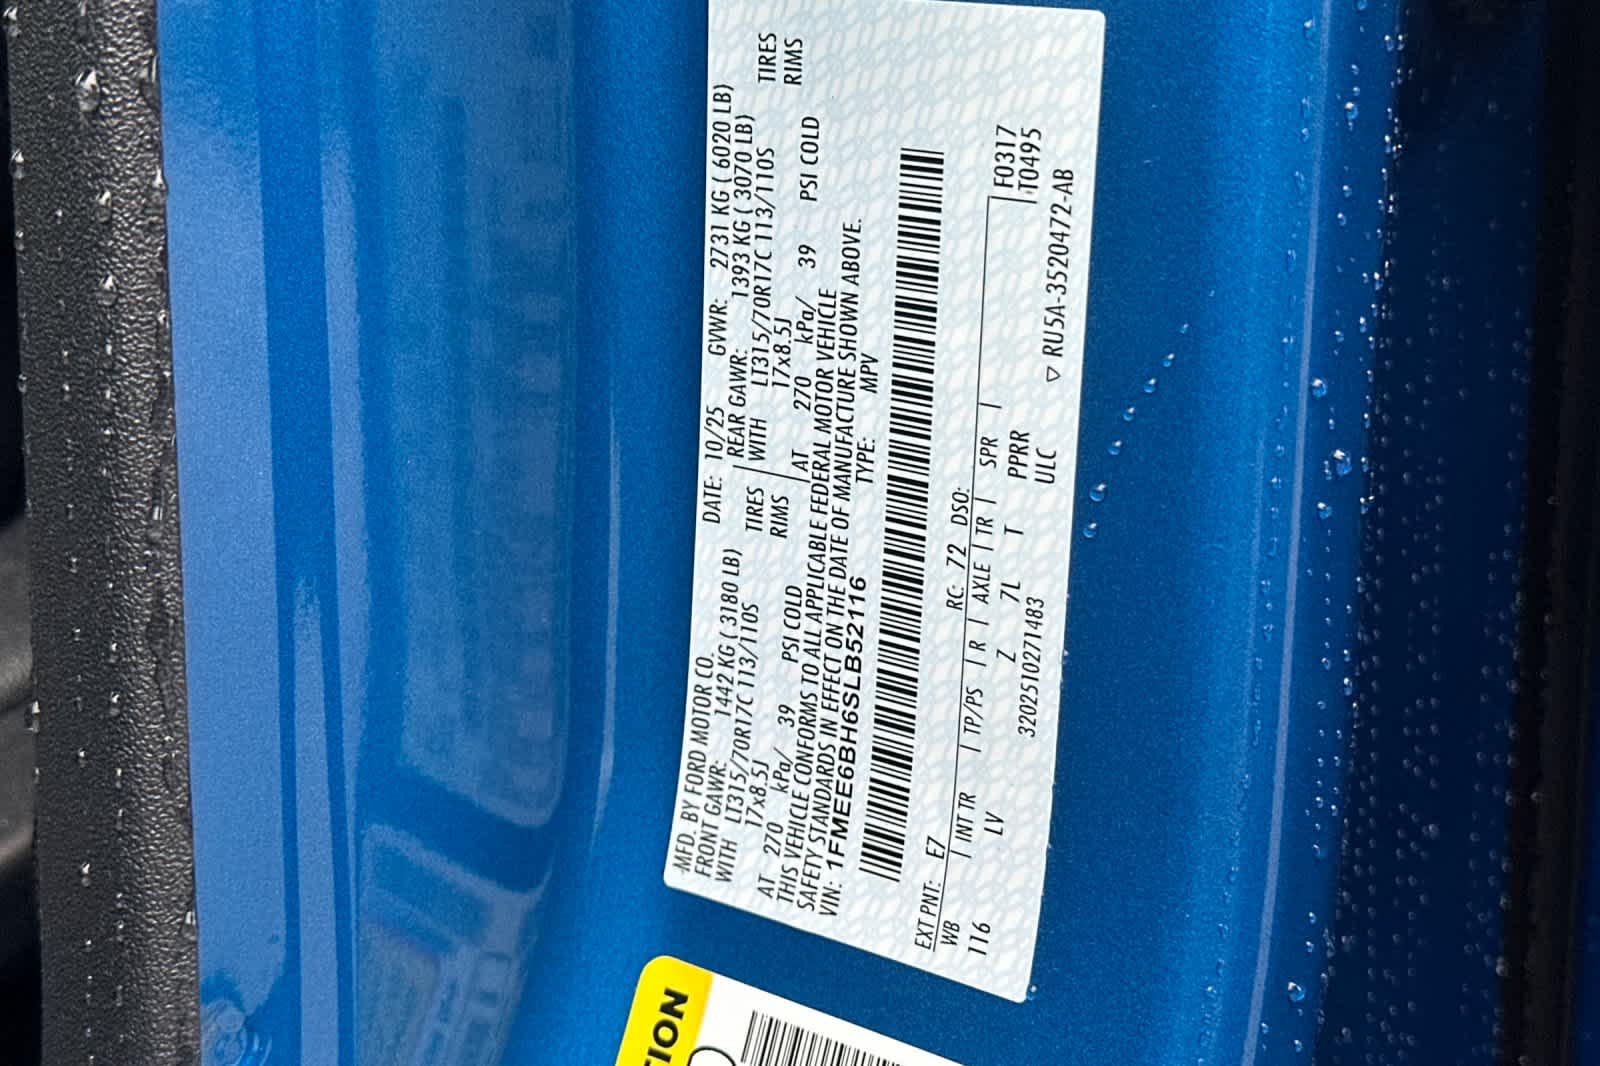 MFD. BY FORD MOTOR CO.
DATE: 10/25 GVWR: 2731 KG ( 6020 LB)
FRONT GAWR: 1442 KG ( 3180 LB)
REAR GAWR: 1393 KG ( 3070 LB)
WITH LT315/70R17C 113/110S TIRES
WITH LT315/70R17C 113/110S TIRES
17x8.5J RIMS
17x8.5J RIMS
AT 270 kPa/ 39 PSI COLD
AT 270 kPa/ 39 PSI COLD
THIS VEHICLE CONFORMS TO ALL APPLICABLE FEDERAL MOTOR VEHICLE
SAFETY STANDARDS IN EFFECT ON THE DATE OF MANUFACTURE SHOWN ABOVE.
VIN: 1FMEE6BH6SLB52116 TYPE: MPV
EXT PNT: E7 RC: 72 DSO:
F0317
T0495
WB INT TR TP/PS R AXLE TR SPR
116 LV Z 7L T PPRR
3202510271483 ULC
▽ RU5A-3520472-AB